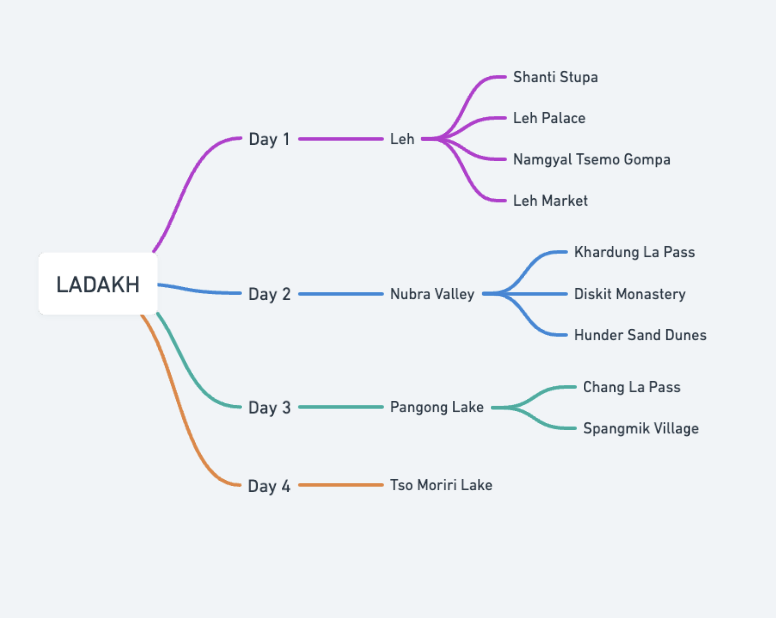 LADAKH
Day 1
Leh
Shanti Stupa
Leh Palace
Namgyal Tsemo Gompa
Leh Market
Day 2
Nubra Valley
Khardung La Pass
Diskit Monastery
Hunder Sand Dunes
Day 3
Pangong Lake
Chang La Pass
Spangmik Village
Day 4
Tso Moriri Lake